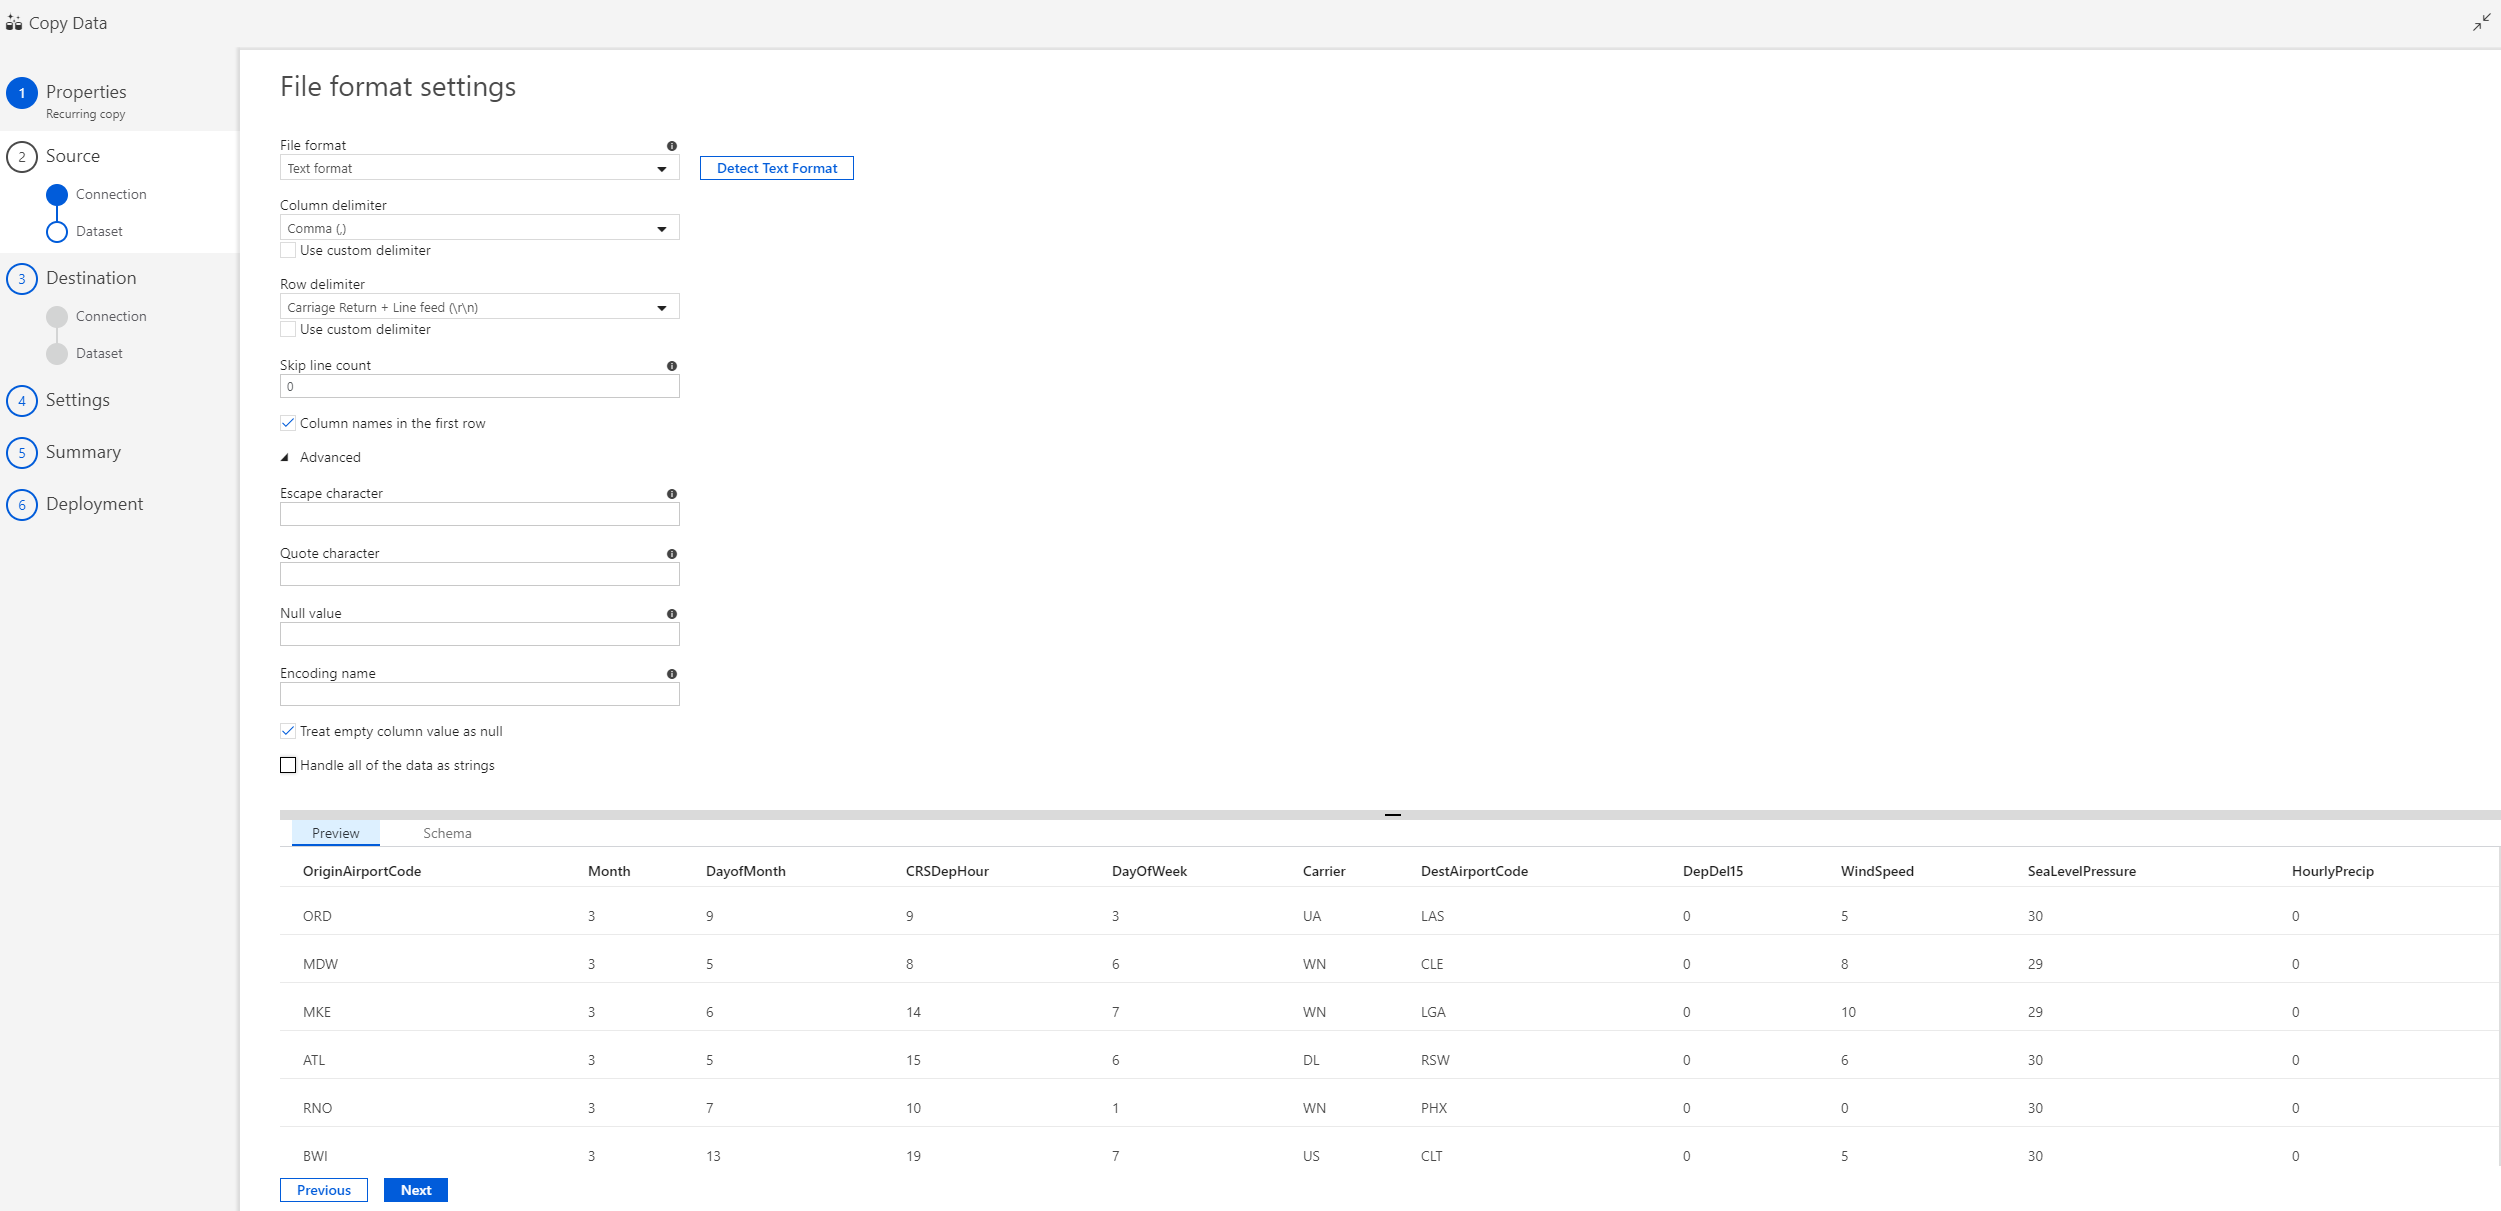 Copy Data
1 Properties
Recurring copy
2 Source
Connection
Dataset
3 Destination
Connection
Dataset
4 Settings
5 Summary
6 Deployment
File format settings
File format
Text format
Detect Text Format
Column delimiter
Comma (,)
Use custom delimiter
Row delimiter
Carriage Return + Line feed (\r\n)
Use custom delimiter
Skip line count
0
Column names in the first row
Advanced
Escape character
Quote character
Null value
Encoding name
Treat empty column value as null
Handle all of the data as strings
Preview Schema
OriginAirportCode Month DayofMonth CRSDepHour DayOfWeek Carrier DestAirportCode DepDel15 WindSpeed SeaLevelPressure HourlyPrecip
ORD 3 9 9 3 UA LAS 0 5 30 0
MDW 3 5 8 6 WN CLE 0 8 29 0
MKE 3 6 14 7 WN LGA 0 10 29 0
ATL 3 5 15 6 DL RSW 0 6 30 0
RNO 3 7 10 1 WN PHX 0 0 30 0
BWI 3 13 19 7 US CLT 0 5 30 0
Previous Next